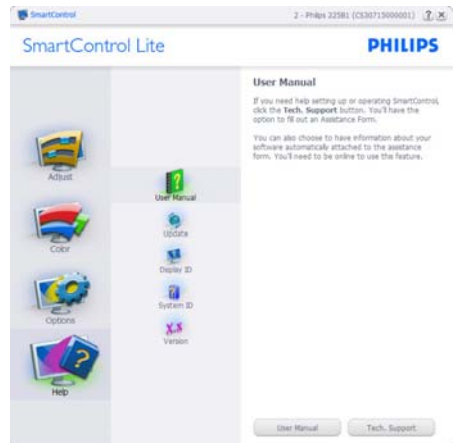 SmartControl
2 - Philips 225B1 (CS30715000001)
SmartControl Lite
PHILIPS
Adjust
Color
Options
Help
User Manual
Update
Display ID
System ID
X.X
Version
User Manual
If you need help setting up or operating SmartControl,
click the Tech. Support button. You'll have the
option to fill out an Assistance Form.
You can also choose to have information about your
software automatically attached to the assistance
form. You'll need to be online to use this feature.
User Manual
Tech. Support